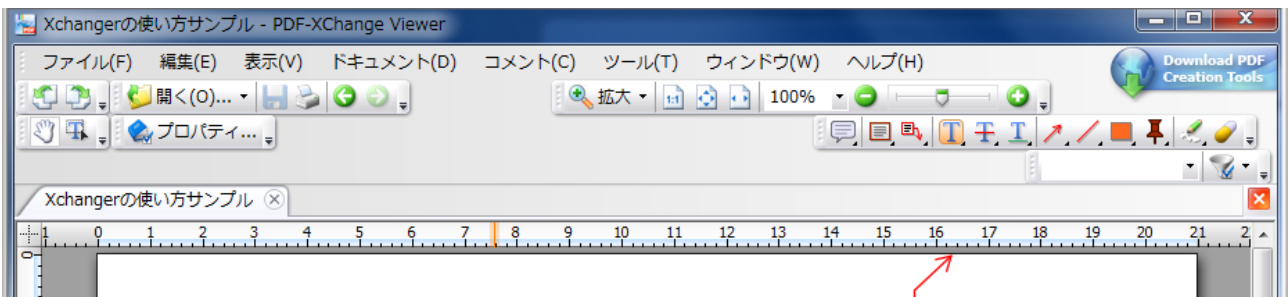 Xchangerの使い方サンプル - PDF-XChange Viewer
ファイル(F) 編集(E) 表示(V) ドキュメント(D) コメント(C) ツール(T) ウィンドウ(W) ヘルプ(H)
Download PDF
Creation Tools
開く(O)... 拡大 1:1 100%
プロパティ... T T T
Xchangerの使い方サンプル
1 0 1 2 3 4 5 6 7 8 9 10 11 12 13 14 15 16 17 18 19 20 21 2
0